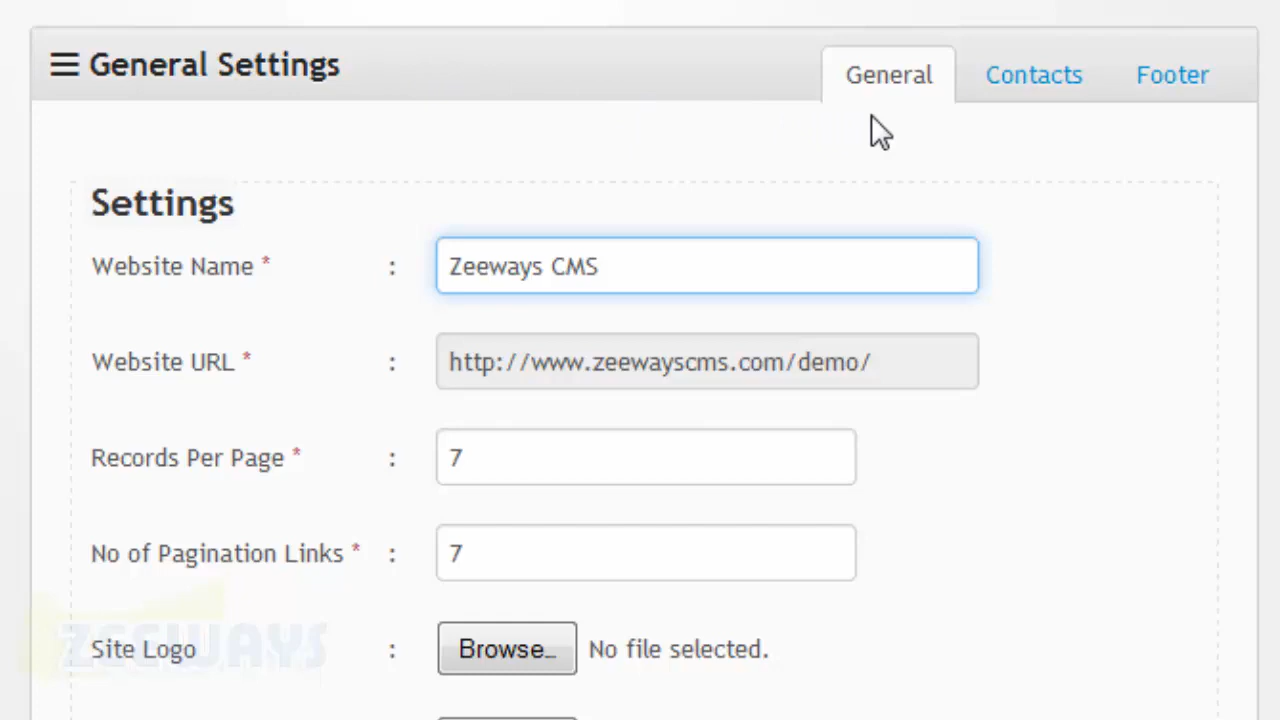 General Settings
General Contacts Footer
Settings
Website Name * : Zeeways CMS
Website URL * : http://www.zeewayscms.com/demo/
Records Per Page * : 7
No of Pagination Links * : 7
Site Logo : Browse… No file selected.
ZEEWAYS